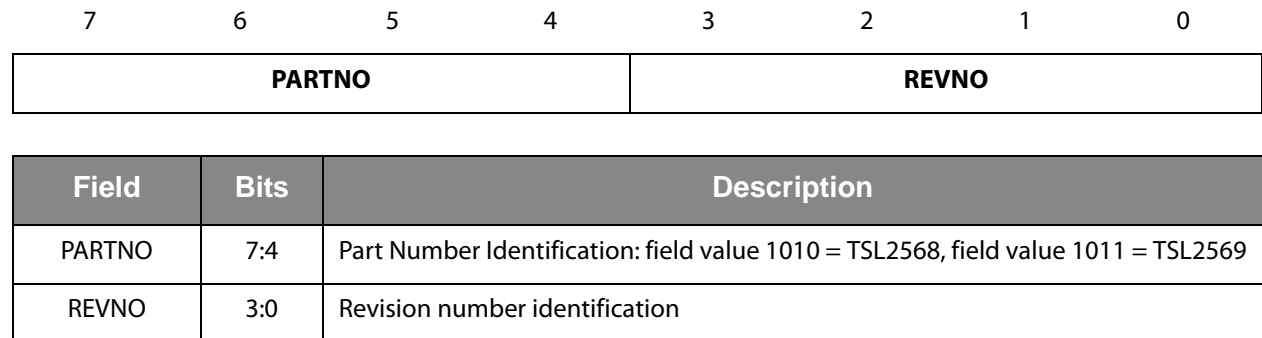 7 6 5 4 3 2 1 0
PARTNO REVNO
Field Bits Description
PARTNO 7:4 Part Number Identification: field value 1010 = TSL2568, field value 1011 = TSL2569
REVNO 3:0 Revision number identification